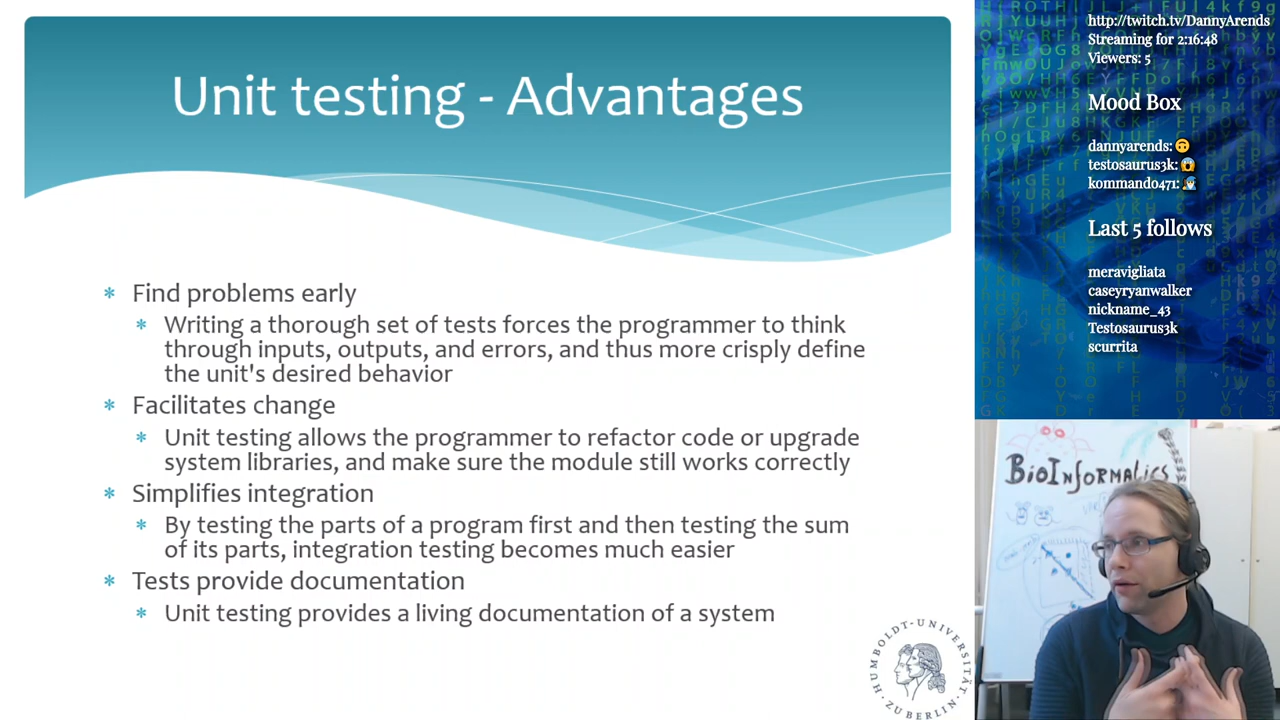 Unit testing - Advantages
* Find problems early
* Writing a thorough set of tests forces the programmer to think
through inputs, outputs, and errors, and thus more crisply define
the unit's desired behavior
* Facilitates change
* Unit testing allows the programmer to refactor code or upgrade
system libraries, and make sure the module still works correctly
* Simplifies integration
* By testing the parts of a program first and then testing the sum
of its parts, integration testing becomes much easier
* Tests provide documentation
* Unit testing provides a living documentation of a system
HUMBOLDT-UNIVERSITÄT
ZU BERLIN
http://twitch.tv/DannyArends
Streaming for 2:16:48
Viewers: 5
Mood Box
dannyarends: 🙃
testosaurus3k: 😱
kommando471:
Last 5 follows
meravigliata
caseyryanwalker
nickname_43
Testosaurus3k
scurrita
BioInformatics